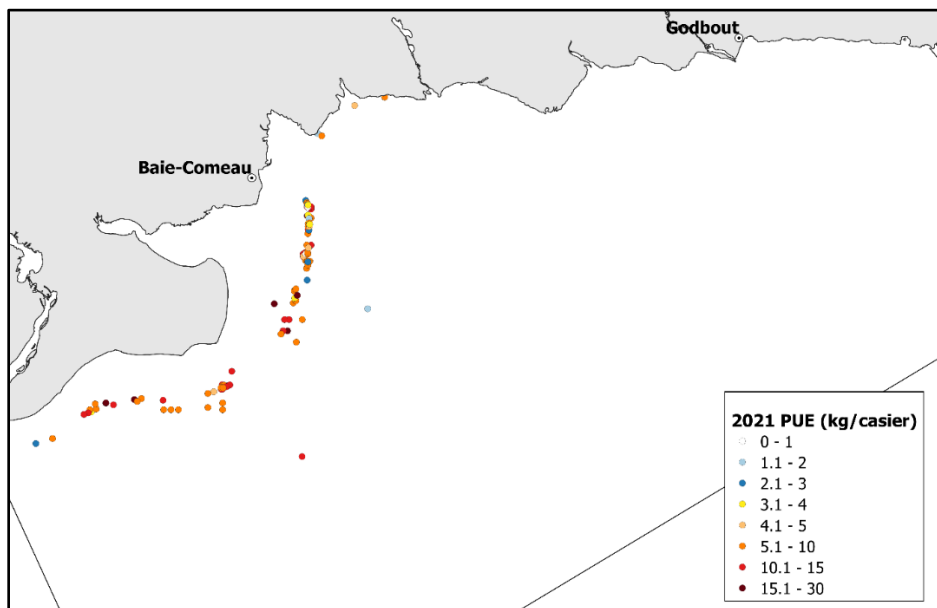 Godbout
Baie-Comeau
2021 PUE (kg/casier)
0 - 1
1.1 - 2
2.1 - 3
3.1 - 4
4.1 - 5
5.1 - 10
10.1 - 15
15.1 - 30